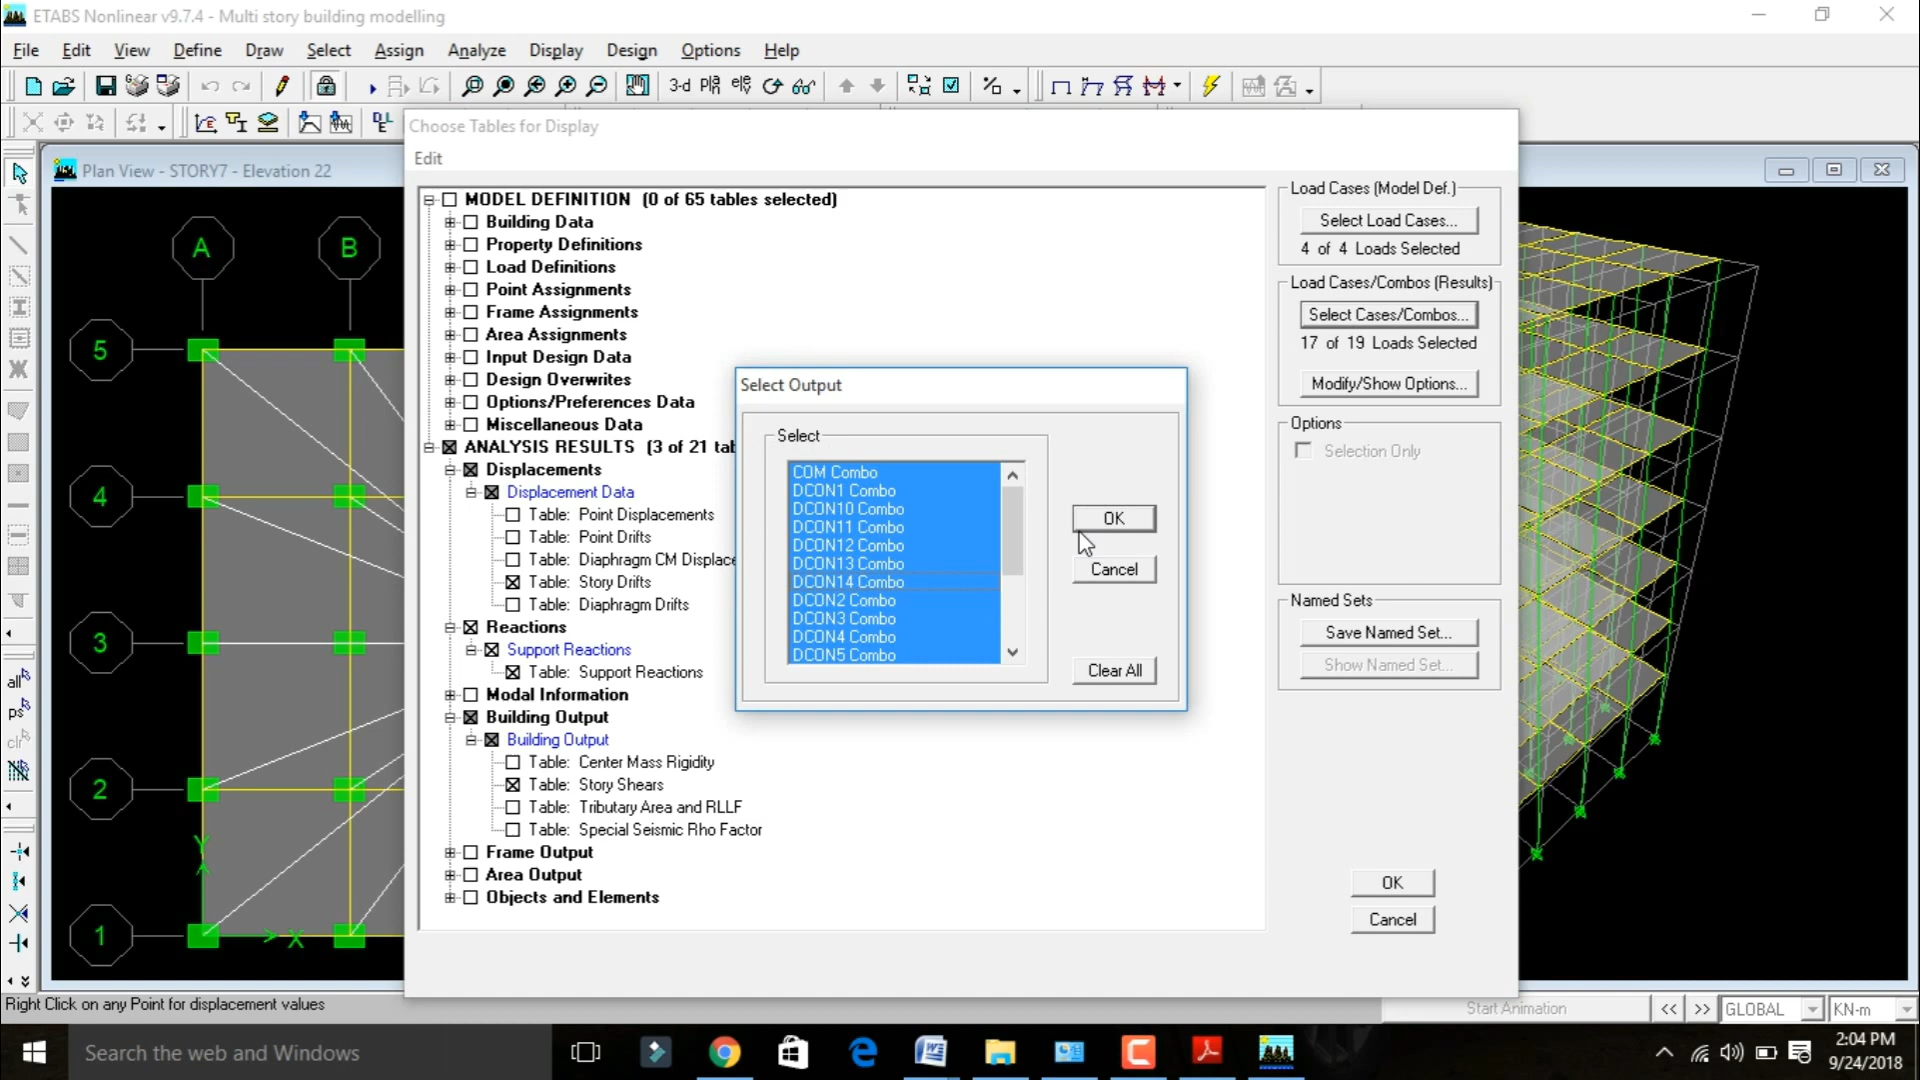 ETABS Nonlinear v9.7.4 - Multi story building modelling
File Edit View Define Draw Select Assign Analyze Display Design Options Help
3-d
Choose Tables for Display
Plan View - STORY7 - Elevation 22
Edit
MODEL DEFINITION (0 of 65 tables selected)
Building Data
Property Definitions
Load Definitions
Point Assignments
Frame Assignments
Area Assignments
Input Design Data
Design Overwrites
Options/Preferences Data
Miscellaneous Data
ANALYSIS RESULTS (3 of 21 tab
Displacements
Displacement Data
Table: Point Displacements
Table: Point Drifts
Table: Diaphragm CM Displace
Table: Story Drifts
Table: Diaphragm Drifts
Reactions
Support Reactions
Table: Support Reactions
Modal Information
Building Output
Building Output
Table: Center Mass Rigidity
Table: Story Shears
Table: Tributary Area and RLLF
Table: Special Seismic Rho Factor
Frame Output
Area Output
Objects and Elements
Load Cases (Model Def.)
Select Load Cases...
4 of 4 Loads Selected
Load Cases/Combos (Results)
Select Cases/Combos...
17 of 19 Loads Selected
Modify/Show Options...
Options
Selection Only
Named Sets
Save Named Set...
Show Named Set...
OK
Cancel
Select Output
Select
COM Combo
DCON1 Combo
DCON10 Combo
DCON11 Combo
DCON12 Combo
DCON13 Combo
DCON14 Combo
DCON2 Combo
DCON3 Combo
DCON4 Combo
DCON5 Combo
OK
Cancel
Clear All
A B
5
4
3
2
1
Y
X
all
ps
clr
Right Click on any Point for displacement values
Start Animation << >> GLOBAL KN-m
Search the web and Windows
2:04 PM
9/24/2018